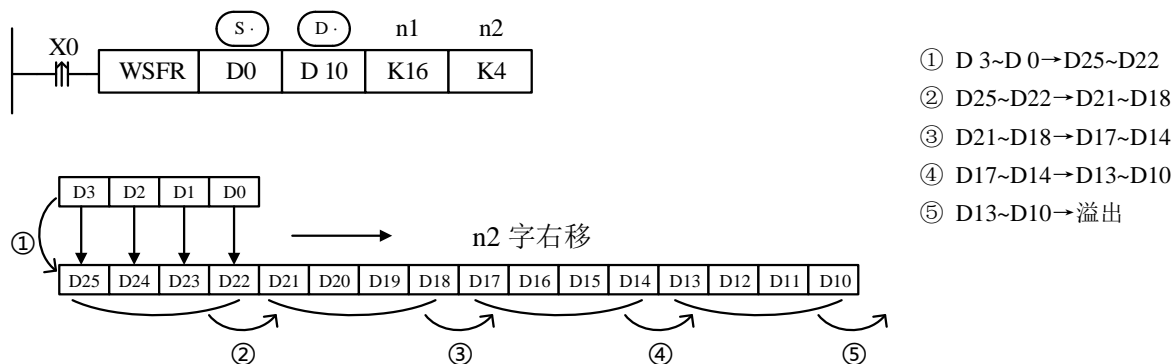 S · D · n1 n2
X0
WSFR D0 D 10 K16 K4
① D 3~D 0→D25~D22
② D25~D22→D21~D18
③ D21~D18→D17~D14
④ D17~D14→D13~D10
⑤ D13~D10→溢出
D3 D2 D1 D0
①
n2 字右移
D25 D24 D23 D22 D21 D20 D19 D18 D17 D16 D15 D14 D13 D12 D11 D10
② ③ ④ ⑤